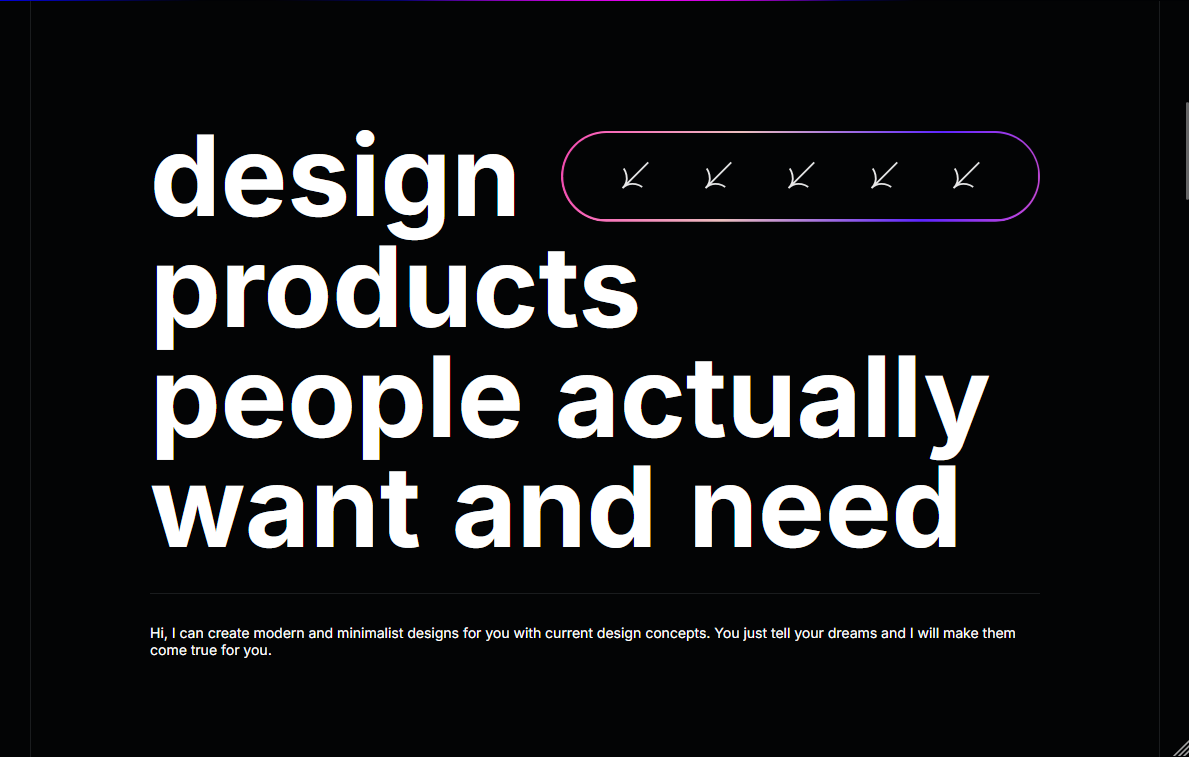 design
products
people actually
want and need
Hi, I can create modern and minimalist designs for you with current design concepts. You just tell your dreams and I will make them
come true for you.